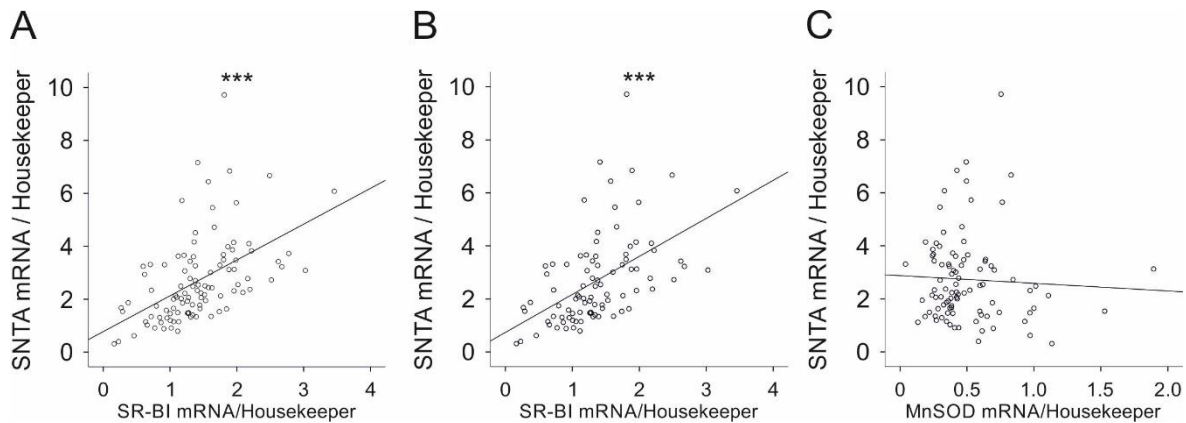 A
SNTA mRNA / Housekeeper
10
8
6
4
2
0
***
0 1 2 3 4
SR-BI mRNA/Housekeeper
B
SNTA mRNA / Housekeeper
10
8
6
4
2
0
***
0 1 2 3 4
SR-BI mRNA/Housekeeper
C
SNTA mRNA / Housekeeper
10
8
6
4
2
0
0 0.5 1.0 1.5 2.0
MnSOD mRNA/Housekeeper